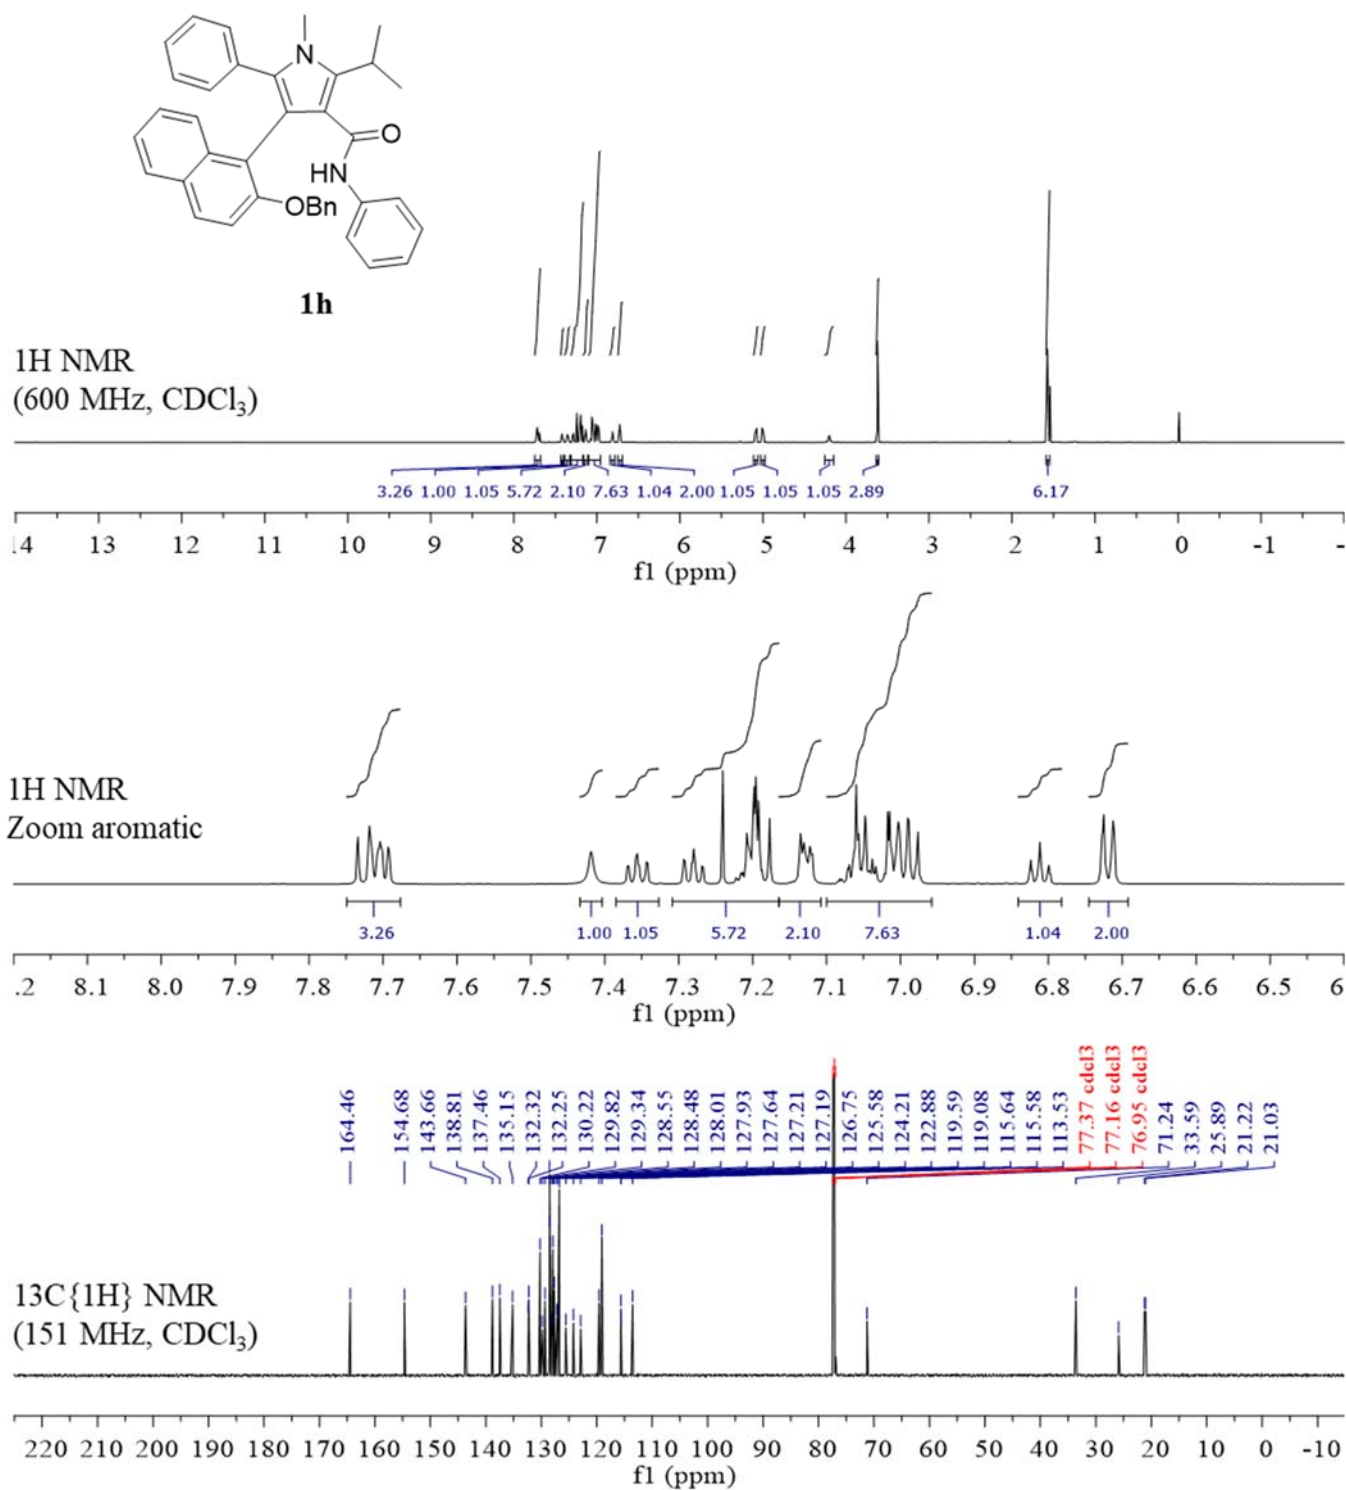 N
O
HN
OBn
1h
1H NMR
(600 MHz, CDCl₃)
3.26 1.00 1.05 5.72 2.10 7.63 1.04 2.00 1.05 1.05 1.05 2.89 6.17
14 13 12 11 10 9 8 7 6 5 4 3 2 1 0 -1 -
f1 (ppm)
1H NMR
Zoom aromatic
3.26 1.00 1.05 5.72 2.10 7.63 1.04 2.00
.2 8.1 8.0 7.9 7.8 7.7 7.6 7.5 7.4 7.3 7.2 7.1 7.0 6.9 6.8 6.7 6.6 6.5 6
f1 (ppm)
164.46 154.68 143.66 138.81 137.46 135.15 132.32 132.25 130.22 129.82 129.34 128.55 128.48 128.01 127.93 127.64 127.21 127.19 126.75 125.58 124.21 122.88 119.59 119.08 115.64 115.58 113.53 77.37 cdcl3 77.16 cdcl3 76.95 cdcl3 71.24 33.59 25.89 21.22 21.03
13C{1H} NMR
(151 MHz, CDCl₃)
220 210 200 190 180 170 160 150 140 130 120 110 100 90 80 70 60 50 40 30 20 10 0 -10
f1 (ppm)